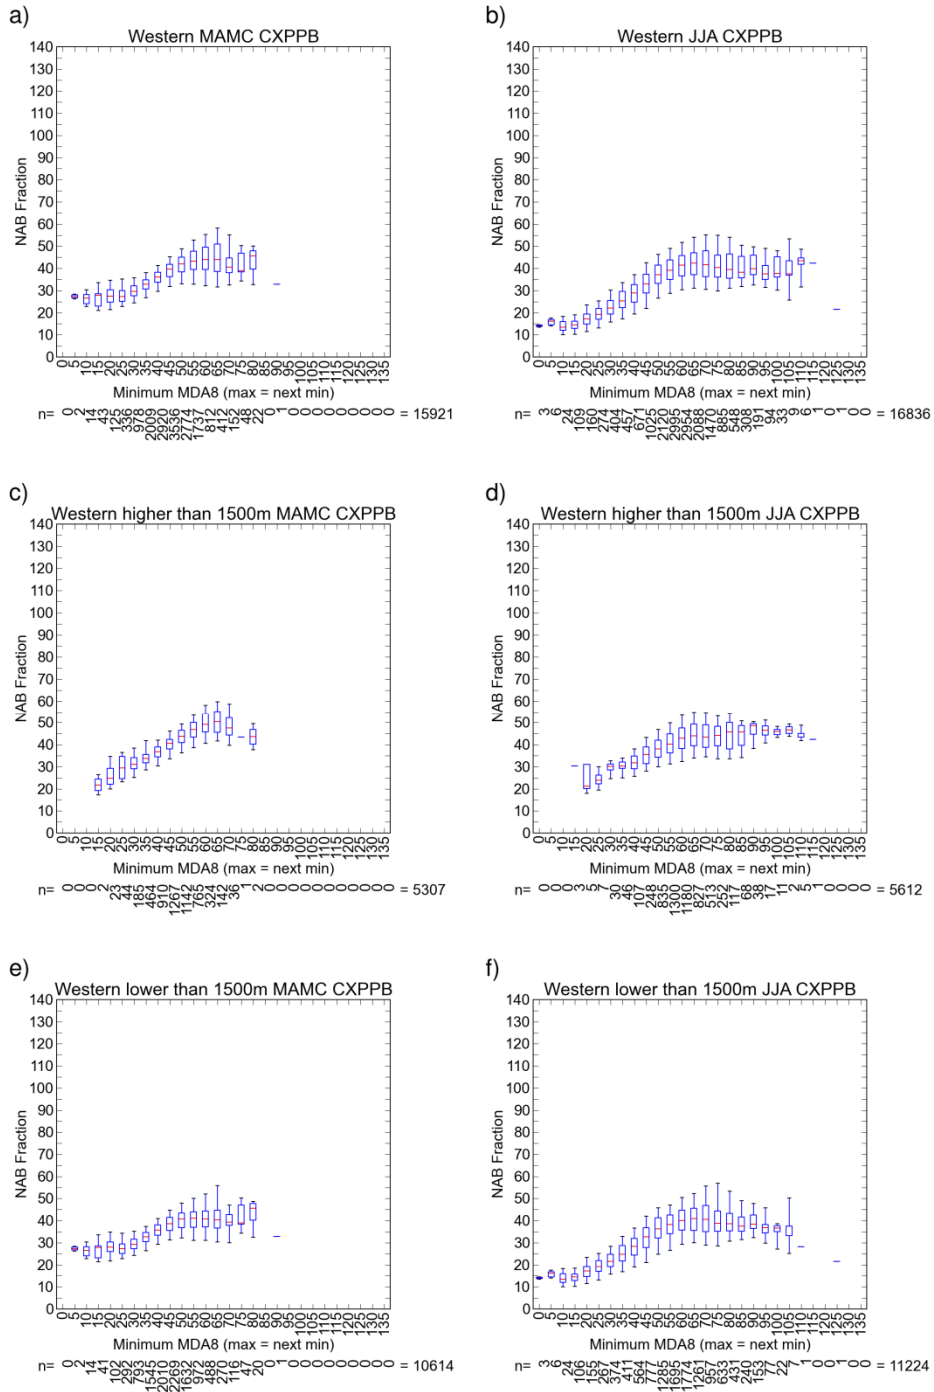 a)
Western MAMC CXPPB
140
130
120
110
100
90
80
70
60
50
40
30
20
10
0
NAB Fraction
0 5 10 15 20 25 30 35 40 45 50 55 60 65 70 75 80 85 90 95 100 105 110 115 120 125 130 135
Minimum MDA8 (max = next min)
n= 0 2 14 43 125 336 978 2009 2920 3536 2774 1737 812 412 152 48 22 0 1 0 0 0 0 0 0 0 0 0 = 15921
b)
Western JJA CXPPB
140
130
120
110
100
90
80
70
60
50
40
30
20
10
0
NAB Fraction
0 5 10 15 20 25 30 35 40 45 50 55 60 65 70 75 80 85 90 95 100 105 110 115 120 125 130 135
Minimum MDA8 (max = next min)
n= 3 6 24 109 160 274 404 457 671 1025 2120 2995 2954 2088 1470 885 548 308 191 94 33 9 6 1 0 1 0 0 = 16836
c)
Western higher than 1500m MAMC CXPPB
140
130
120
110
100
90
80
70
60
50
40
30
20
10
0
NAB Fraction
0 5 10 15 20 25 30 35 40 45 50 55 60 65 70 75 80 85 90 95 100 105 110 115 120 125 130 135
Minimum MDA8 (max = next min)
n= 0 0 0 2 23 44 185 464 910 1267 1142 765 324 142 36 1 2 0 0 0 0 0 0 0 0 0 0 0 = 5307
d)
Western higher than 1500m JJA CXPPB
140
130
120
110
100
90
80
70
60
50
40
30
20
10
0
NAB Fraction
0 5 10 15 20 25 30 35 40 45 50 55 60 65 70 75 80 85 90 95 100 105 110 115 120 125 130 135
Minimum MDA8 (max = next min)
n= 0 0 0 3 5 7 30 46 107 248 835 1300 1180 827 513 252 117 68 38 17 11 2 5 1 0 0 0 0 = 5612
e)
Western lower than 1500m MAMC CXPPB
140
130
120
110
100
90
80
70
60
50
40
30
20
10
0
NAB Fraction
0 5 10 15 20 25 30 35 40 45 50 55 60 65 70 75 80 85 90 95 100 105 110 115 120 125 130 135
Minimum MDA8 (max = next min)
n= 0 2 14 41 102 292 793 1545 2010 2269 1632 972 488 270 116 47 20 0 1 0 0 0 0 0 0 0 0 0 = 10614
f)
Western lower than 1500m JJA CXPPB
140
130
120
110
100
90
80
70
60
50
40
30
20
10
0
NAB Fraction
0 5 10 15 20 25 30 35 40 45 50 55 60 65 70 75 80 85 90 95 100 105 110 115 120 125 130 135
Minimum MDA8 (max = next min)
n= 3 6 24 106 155 267 374 411 564 777 1285 1695 1774 1261 957 633 431 240 153 77 22 7 1 0 0 1 0 0 = 11224